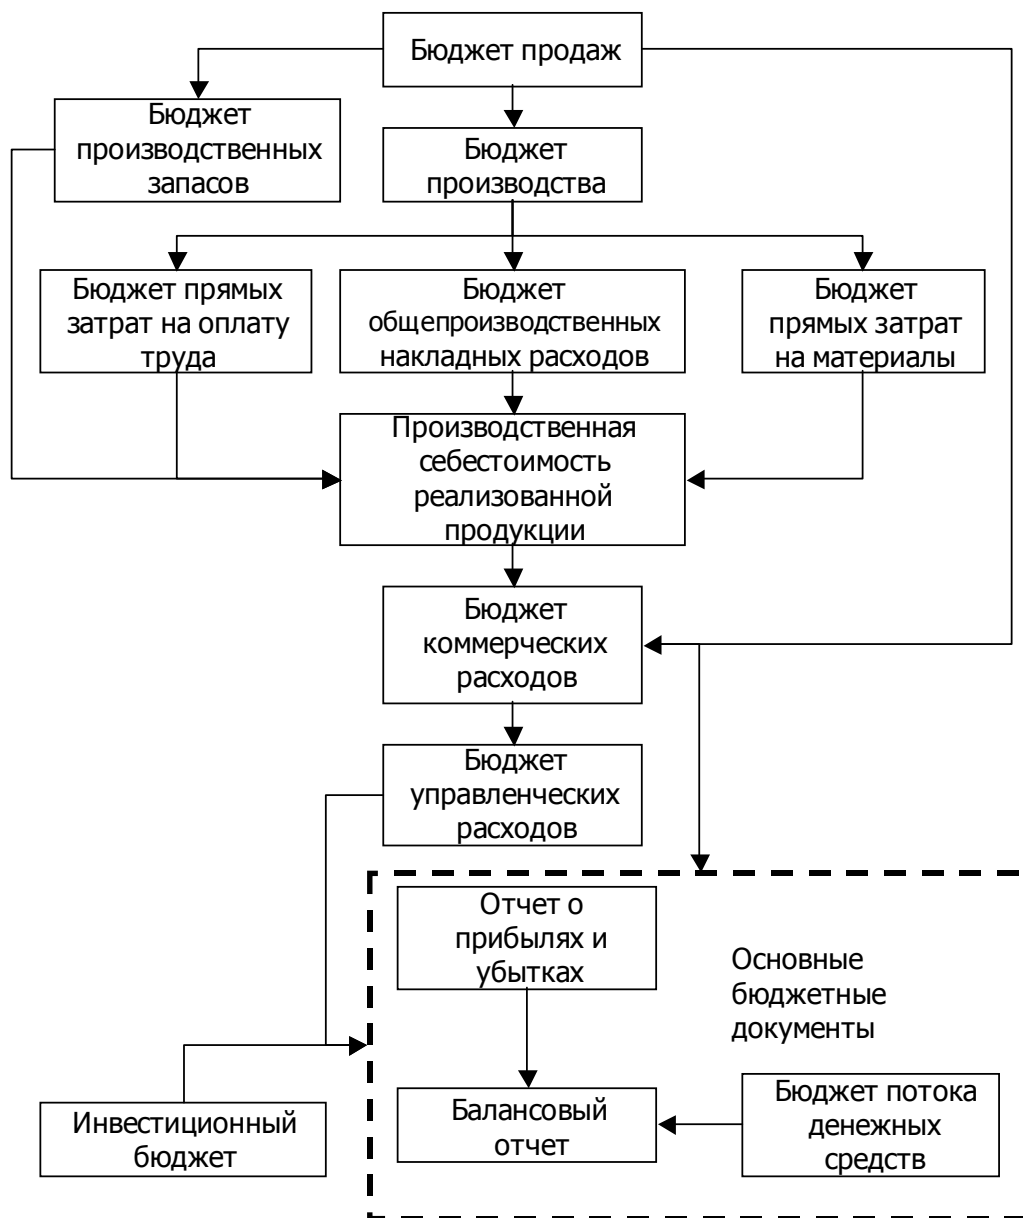 Бюджет продаж
Бюджет
производственных
запасов
Бюджет
производства
Бюджет прямых
затрат на оплату
труда
Бюджет
общепроизводственных
накладных расходов
Бюджет
прямых затрат
на материалы
Производственная
себестоимость
реализованной
продукции
Бюджет
коммерческих
расходов
Бюджет
управленческих
расходов
Отчет о
прибылях и
убытках
Основные
бюджетные
документы
Инвестиционный
бюджет
Балансовый
отчет
Бюджет потока
денежных
средств